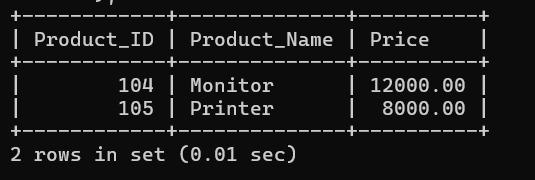 +------------+--------------+----------+
| Product_ID | Product_Name | Price    |
+------------+--------------+----------+
|        104 | Monitor      | 12000.00 |
|        105 | Printer      |  8000.00 |
+------------+--------------+----------+
2 rows in set (0.01 sec)